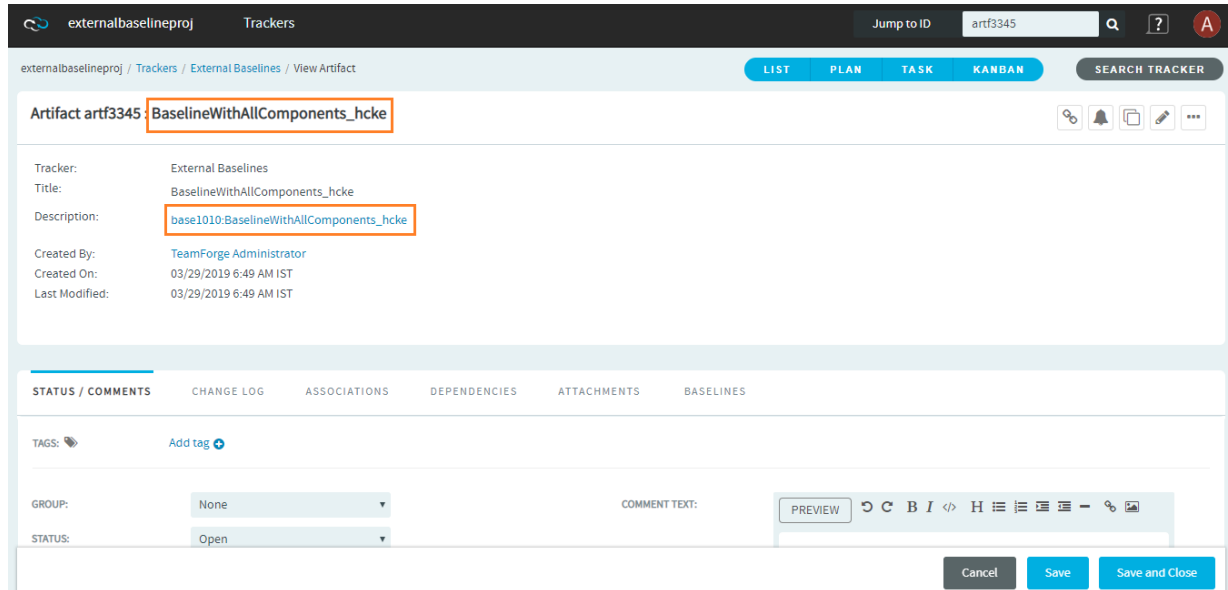 externalbaselineproj Trackers Jump to ID artf3345 ? A
externalbaselineproj / Trackers / External Baselines / View Artifact LIST PLAN TASK KANBAN SEARCH TRACKER
Artifact artf3345 : BaselineWithAllComponents_hcke
Tracker: External Baselines
Title: BaselineWithAllComponents_hcke
Description: base1010:BaselineWithAllComponents_hcke
Created By: TeamForge Administrator
Created On: 03/29/2019 6:49 AM IST
Last Modified: 03/29/2019 6:49 AM IST
STATUS / COMMENTS CHANGE LOG ASSOCIATIONS DEPENDENCIES ATTACHMENTS BASELINES
TAGS: Add tag
GROUP: None COMMENT TEXT: PREVIEW B I </> H
STATUS: Open
Cancel Save Save and Close